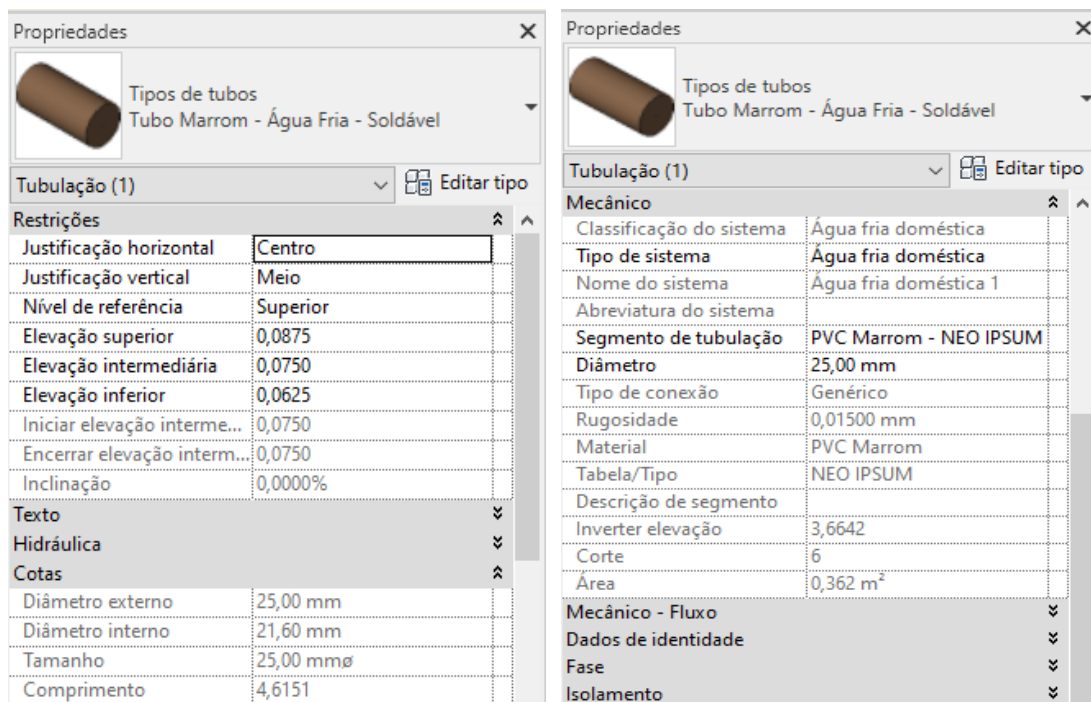 Propriedades
Tipos de tubos
Tubo Marrom - Água Fria - Soldável
Tubulação (1)
Editar tipo
Restrições
Justificação horizontal Centro
Justificação vertical Meio
Nível de referência Superior
Elevação superior 0,0875
Elevação intermediária 0,0750
Elevação inferior 0,0625
Iniciar elevação interme... 0,0750
Encerrar elevação interm... 0,0750
Inclinação 0,0000%
Texto
Hidráulica
Cotas
Diâmetro externo 25,00 mm
Diâmetro interno 21,60 mm
Tamanho 25,00 mmø
Comprimento 4,6151
Propriedades
Tipos de tubos
Tubo Marrom - Água Fria - Soldável
Tubulação (1)
Editar tipo
Mecânico
Classificação do sistema Água fria doméstica
Tipo de sistema Água fria doméstica
Nome do sistema Água fria doméstica 1
Abreviatura do sistema
Segmento de tubulação PVC Marrom - NEO IPSUM
Diâmetro 25,00 mm
Tipo de conexão Genérico
Rugosidade 0,01500 mm
Material PVC Marrom
Tabela/Tipo NEO IPSUM
Descrição de segmento
Inverter elevação 3,6642
Corte 6
Área 0,362 m²
Mecânico - Fluxo
Dados de identidade
Fase
Isolamento